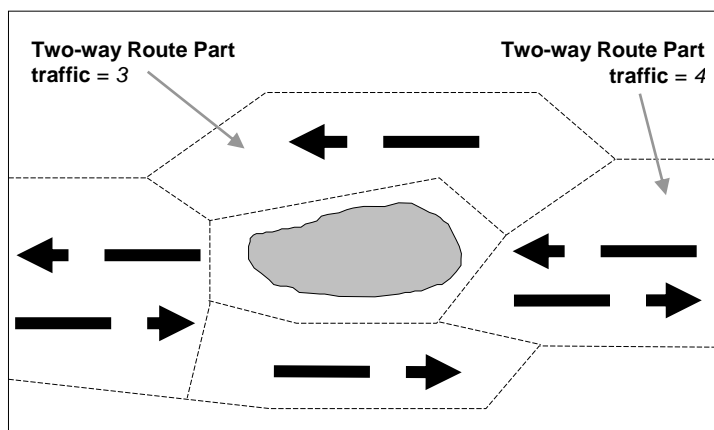 Two-way Route Part
traffic = 3
Two-way Route Part
traffic = 4